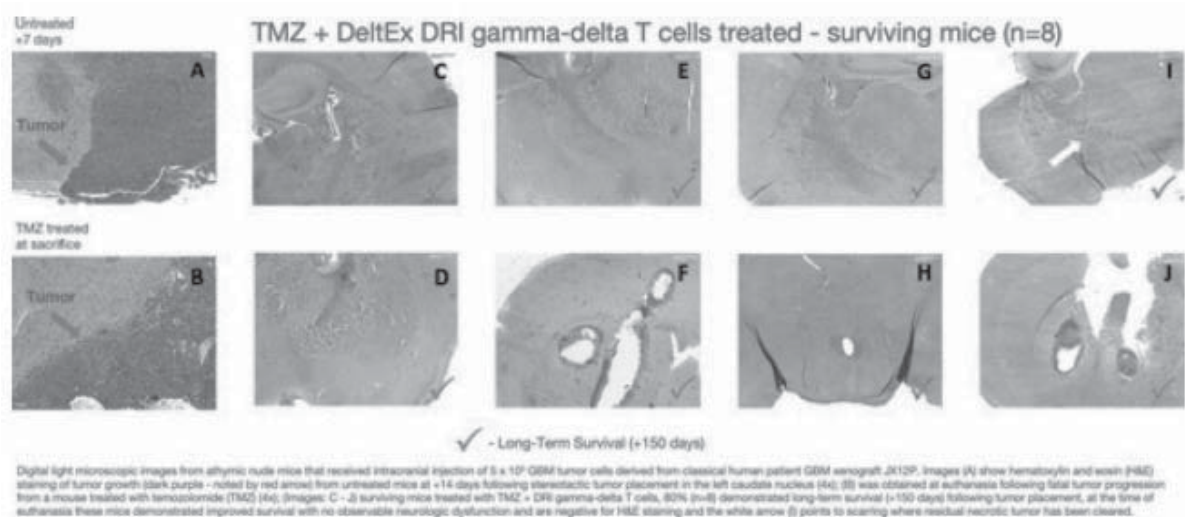 Untreated
+7 days
TMZ + DeltEx DRI gamma-delta T cells treated - surviving mice (n=8)
A
C
E
G
I
Tumor
TMZ treated
at sacrifice
B
D
F
H
J
Tumor
✓ - Long-Term Survival (+150 days)
Digital light microscopic images from athymic nude mice that received intracranial injection of 5 x 10⁵ GBM tumor cells derived from classical human patient GBM xenograft JX12P. Images (A) show hematoxylin and eosin (H&E)
staining of tumor growth (dark purple - noted by red arrow) from untreated mice at +14 days following stereotactic tumor placement in the left caudate nucleus (4x); (B) was obtained at euthanasia following fatal tumor progression
from a mouse treated with temozolomide (TMZ) (4x); (Images: C - J) surviving mice treated with TMZ + DRI gamma-delta T cells, 80% (n=8) demonstrated long-term survival (+150 days) following tumor placement, at the time of
euthanasia these mice demonstrated improved survival with no observable neurologic dysfunction and are negative for H&E staining and the white arrow (I) points to scarring where residual necrotic tumor has been cleared.